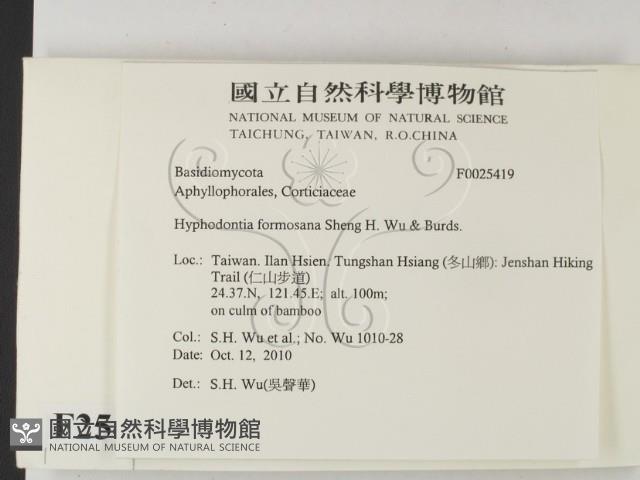 國立自然科學博物館
NATIONAL MUSEUM OF NATURAL SCIENCE
TAICHUNG, TAIWAN, R.O.CHINA
Basidiomycota F0025419
Aphyllophorales, Corticiaceae
Hyphodontia formosana Sheng H. Wu & Burds.
Loc.: Taiwan. Ilan Hsien. Tungshan Hsiang (冬山鄉): Jenshan Hiking
Trail (仁山步道)
24.37.N, 121.45.E; alt. 100m;
on culm of bamboo
Col.: S.H. Wu et al.; No. Wu 1010-28
Date: Oct. 12, 2010
Det.: S.H. Wu(吳聲華)
F25
國立自然科學博物館
NATIONAL MUSEUM OF NATURAL SCIENCE